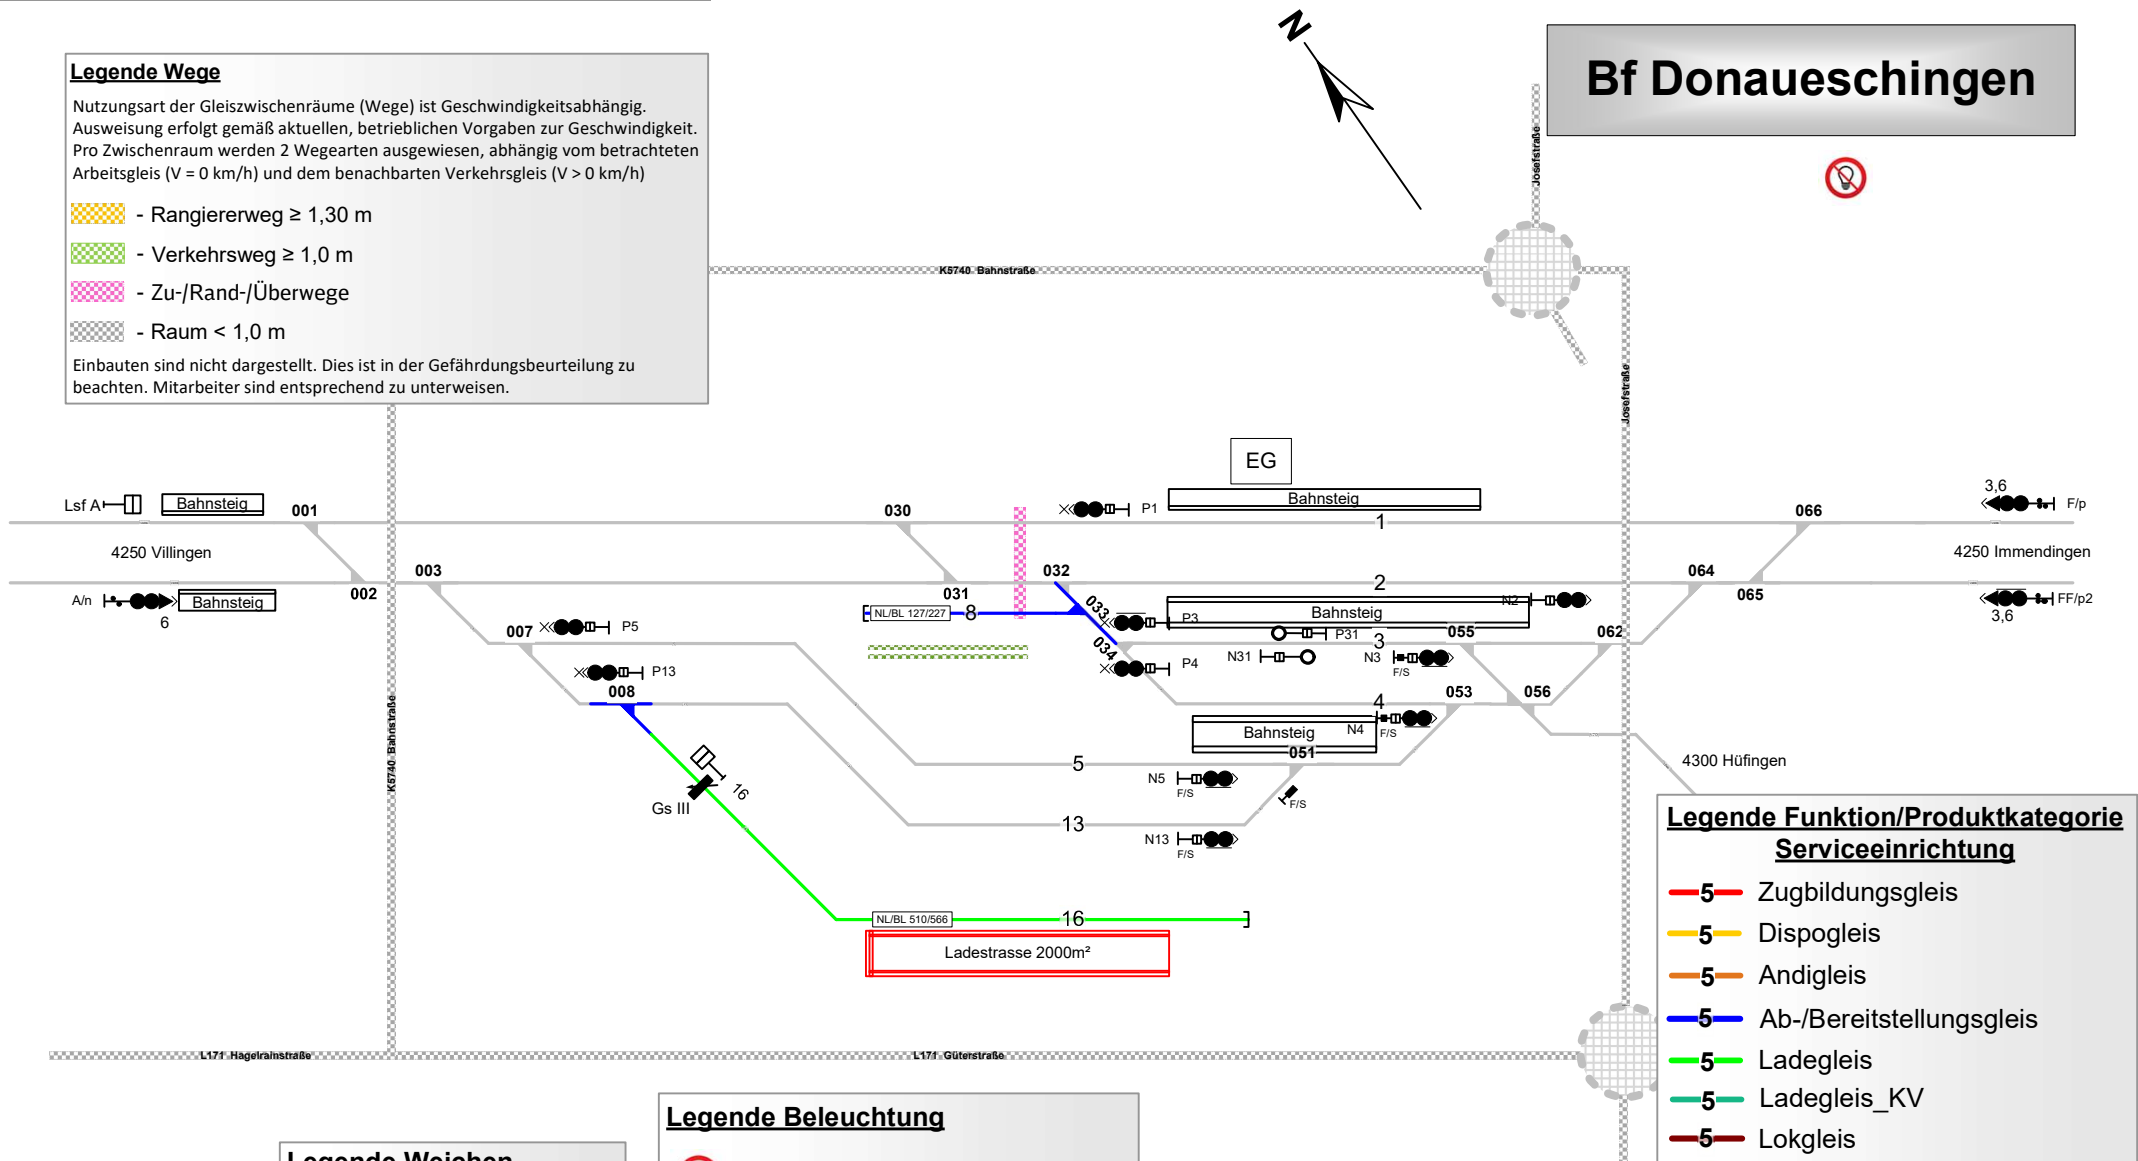 Bf Donaueschingen
N
Legende Wege
Nutzungsart der Gleiszwischenräume (Wege) ist Geschwindigkeitsabhängig.
Ausweisung erfolgt gemäß aktuellen, betrieblichen Vorgaben zur Geschwindigkeit.
Pro Zwischenraum werden 2 Wegearten ausgewiesen, abhängig vom betrachteten
Arbeitsgleis (V = 0 km/h) und dem benachbarten Verkehrsgleis (V > 0 km/h)
- Rangiererweg ≥ 1,30 m
- Verkehrsweg ≥ 1,0 m
- Zu-/Rand-/Überwege
- Raum < 1,0 m
Einbauten sind nicht dargestellt. Dies ist in der Gefährdungsbeurteilung zu
beachten. Mitarbeiter sind entsprechend zu unterweisen.
Josefstraße
K5740 Bahnstraße
Josefstraße
EG
Lsf A
Bahnsteig
001
030
P1
Bahnsteig
1
066
3,6
F/p
4250 Villingen
4250 Immendingen
003
032
2
064
A/n
6
Bahnsteig
002
031
065
FF/p2
3,6
NL/BL 127/227
8
033
P3
Bahnsteig
N2
007
P5
034
P31
3
055
062
P13
P4
N31
N3
F/S
008
4
053
056
K5740 Bahnstraße
Bahnsteig
N4
F/S
051
5
4300 Hüfingen
16
Gs III
N5
F/S
F/S
13
N13
F/S
NL/BL 510/566
16
Ladestrasse 2000m²
L171 Hagelrainstraße
L171 Güterstraße
Legende Funktion/Produktkategorie
Serviceeinrichtung
5 Zugbildungsgleis
5 Dispogleis
5 Andigleis
5 Ab-/Bereitstellungsgleis
5 Ladegleis
5 Ladegleis_KV
5 Lokgleis
Legende Beleuchtung
Legende Weichen